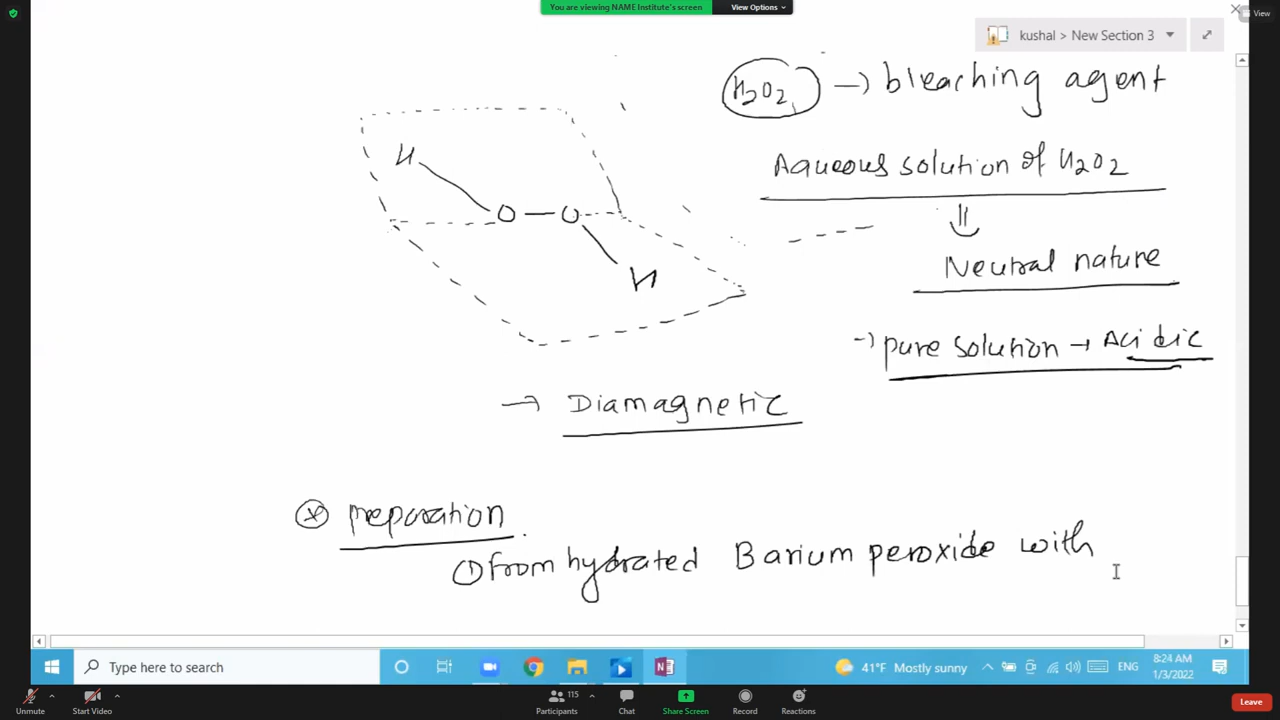 You are viewing NAME Institute's screen
View Options
View
kushal > New Section 3
H2O2 → bleaching agent
Aqueous solution of H2O2
⇓
Neutral nature
→ pure solution → Acidic
H
O — O
H
→ Diamagnetic
* preparation
① from hydrated Barium peroxide with
Type here to search
41°F Mostly sunny
ENG
8:24 AM
1/3/2022
Unmute
Start Video
115
Participants
Chat
Share Screen
Record
Reactions
Leave